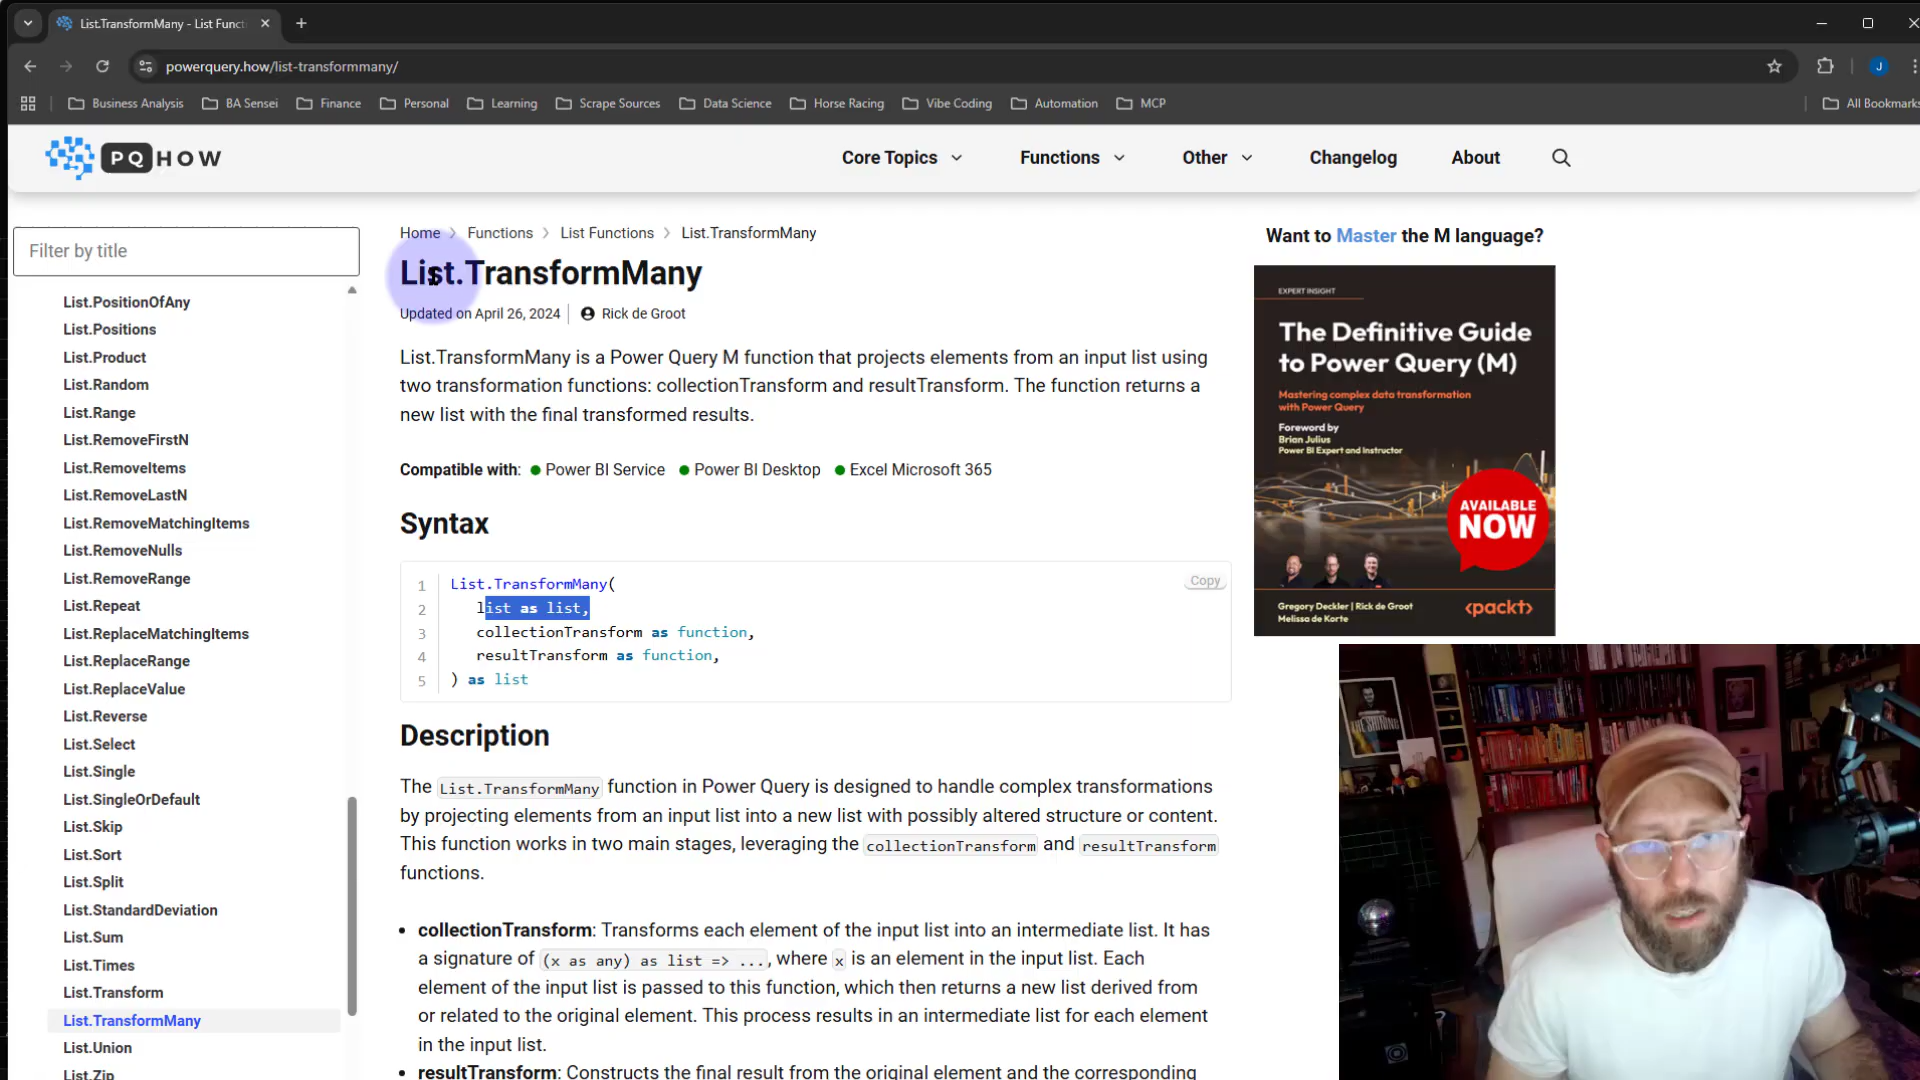 List.TransformMany - List Funct
powerquery.how/list-transformmany/
J
Business Analysis
BA Sensei
Finance
Personal
Learning
Scrape Sources
Data Science
Horse Racing
Vibe Coding
Automation
MCP
All Bookmarks
PQ HOW
Core Topics
Functions
Other
Changelog
About
Filter by title
List.PositionOfAny
List.Positions
List.Product
List.Random
List.Range
List.RemoveFirstN
List.RemoveItems
List.RemoveLastN
List.RemoveMatchingItems
List.RemoveNulls
List.RemoveRange
List.Repeat
List.ReplaceMatchingItems
List.ReplaceRange
List.ReplaceValue
List.Reverse
List.Select
List.Single
List.SingleOrDefault
List.Skip
List.Sort
List.Split
List.StandardDeviation
List.Sum
List.Times
List.Transform
List.TransformMany
List.Union
List.Zip
Home > Functions > List Functions > List.TransformMany
List.TransformMany
Updated on April 26, 2024 | Rick de Groot
List.TransformMany is a Power Query M function that projects elements from an input list using
two transformation functions: collectionTransform and resultTransform. The function returns a
new list with the final transformed results.
Compatible with: Power BI Service Power BI Desktop Excel Microsoft 365
Syntax
Copy
1 List.TransformMany(
2 list as list,
3 collectionTransform as function,
4 resultTransform as function,
5 ) as list
Description
The List.TransformMany function in Power Query is designed to handle complex transformations
by projecting elements from an input list into a new list with possibly altered structure or content.
This function works in two main stages, leveraging the collectionTransform and resultTransform
functions.
• collectionTransform: Transforms each element of the input list into an intermediate list. It has
a signature of (x as any) as list => ..., where x is an element in the input list. Each
element of the input list is passed to this function, which then returns a new list derived from
or related to the original element. This process results in an intermediate list for each element
in the input list.
• resultTransform: Constructs the final result from the original element and the corresponding
Want to Master the M language?
EXPERT INSIGHT
The Definitive Guide
to Power Query (M)
Mastering complex data transformation
with Power Query
Foreword by
Brian Julius
Power BI Expert and Instructor
AVAILABLE
NOW
Gregory Deckler | Rick de Groot
Melissa de Korte
<packt>
THE SHINING